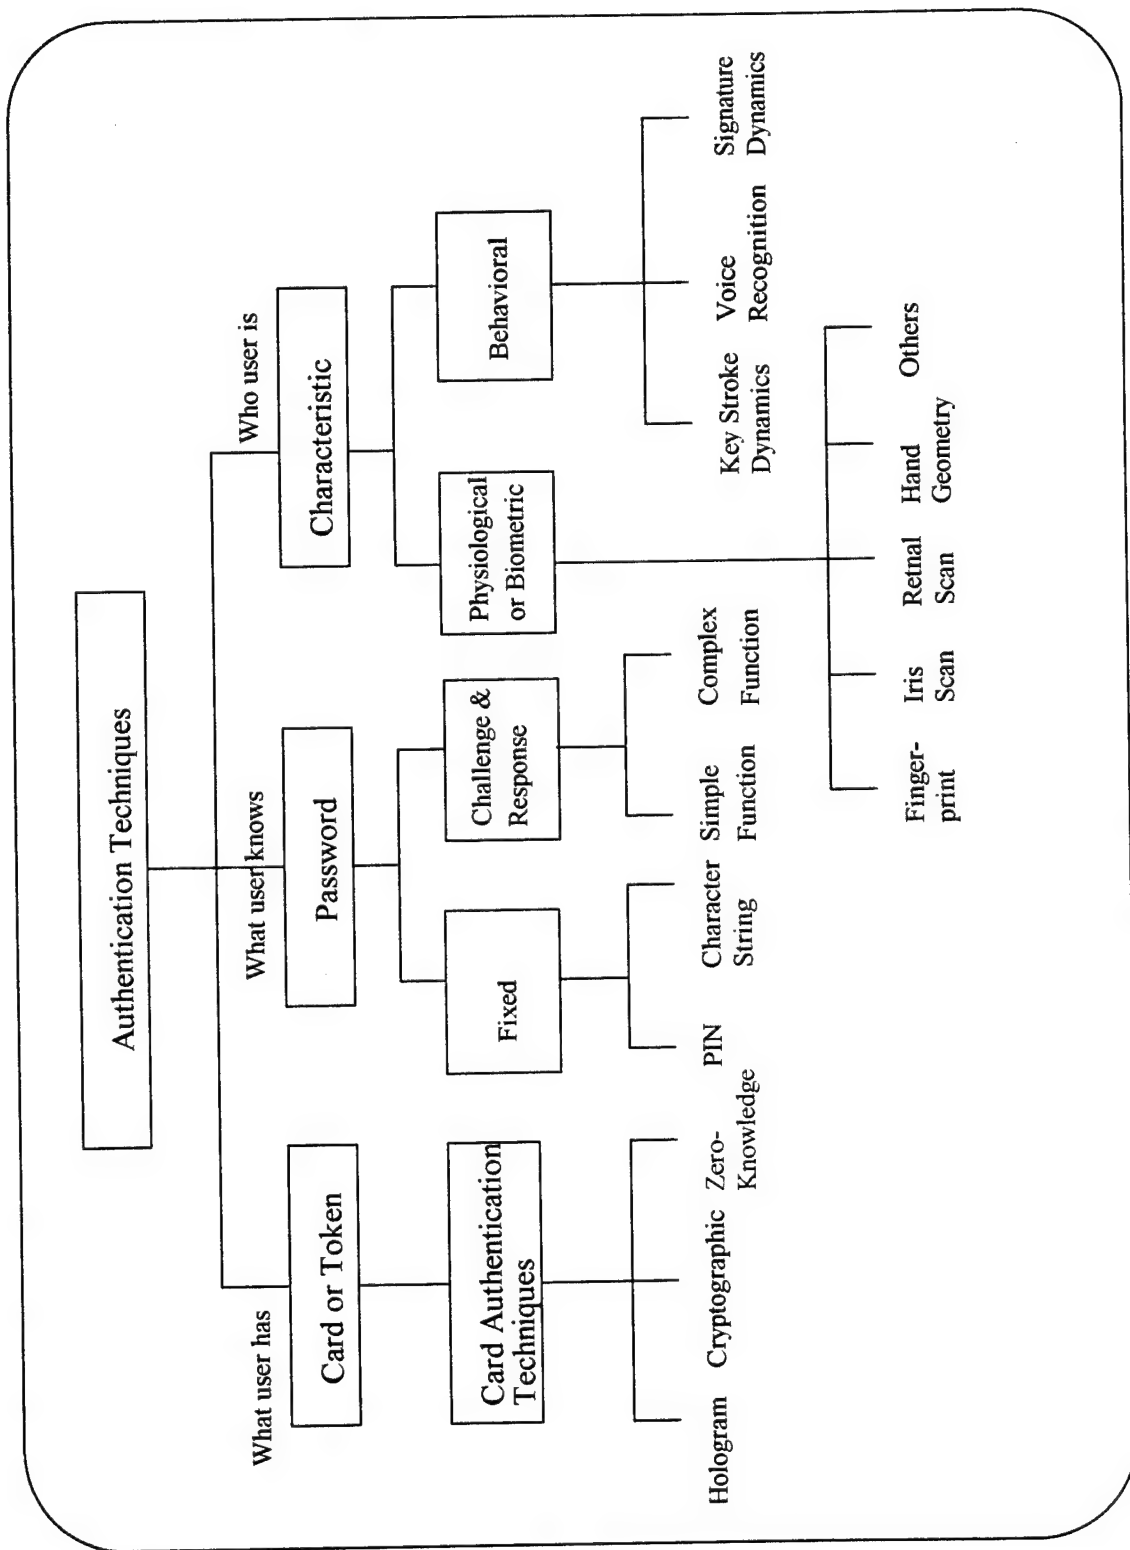 Authentication Techniques
What user has
What user knows
Who user is
Card or Token
Password
Characteristic
Card Authentication
Techniques
Fixed
Challenge &
Response
Physiological
or Biometric
Behavioral
Hologram
Cryptographic
Zero-
Knowledge
PIN
Character
String
Simple
Function
Complex
Function
Key Stroke
Dynamics
Voice
Recognition
Signature
Dynamics
Finger-
print
Iris
Scan
Retnal
Scan
Hand
Geometry
Others